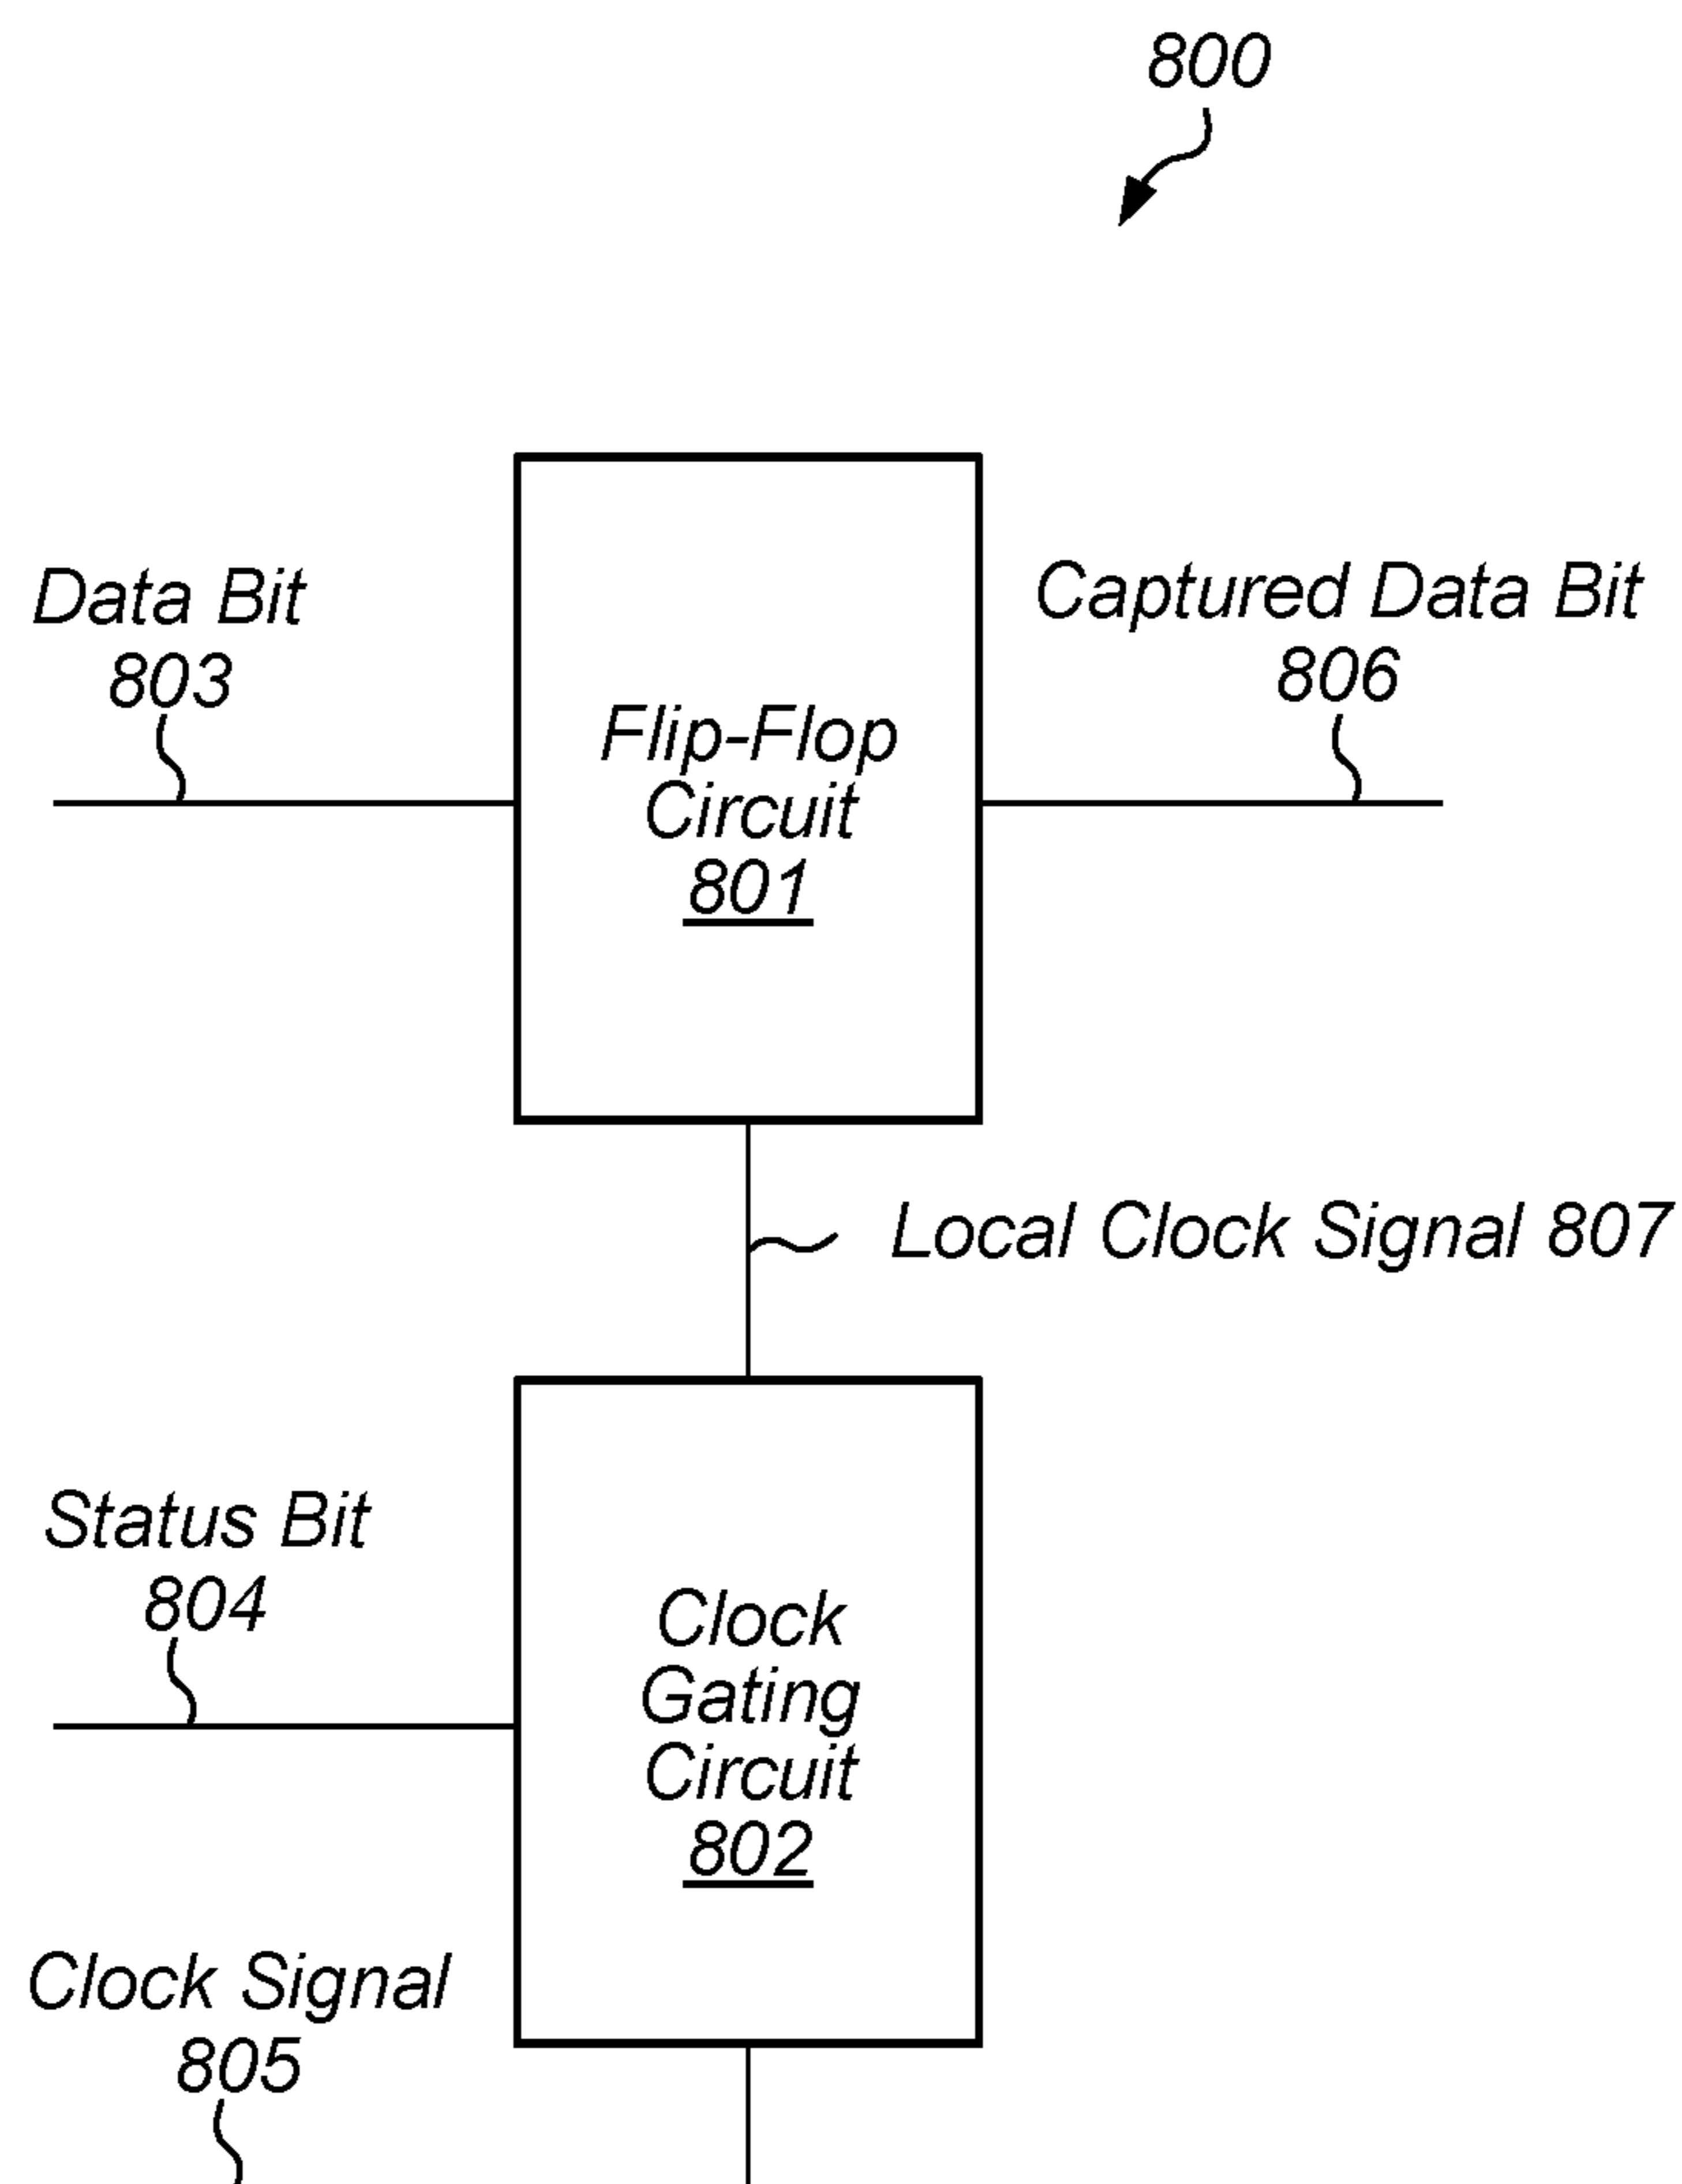 800
Data Bit
803
Captured Data Bit
806
Flip-Flop
Circuit
801
Local Clock Signal 807
Status Bit
804
Clock
Gating
Circuit
802
Clock Signal
805